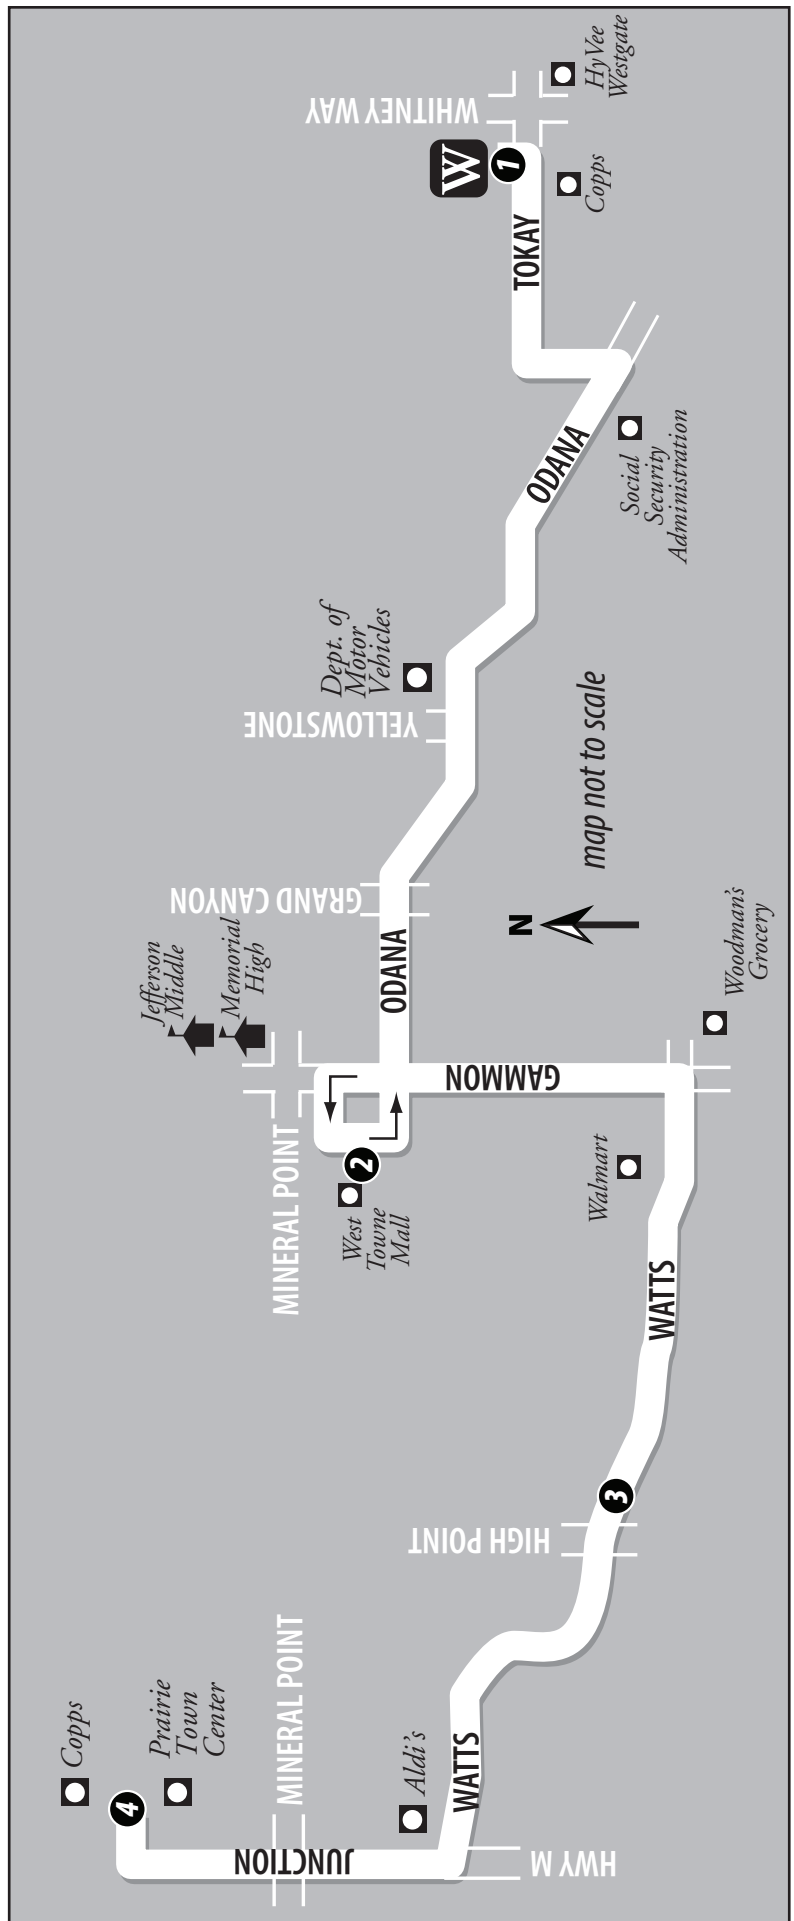 Copps
Prairie
Town
Center
4
MINERAL POINT
JUNCTION
Aldi's
WATTS
HWY M
HIGH POINT
3
WATTS
Walmart
MINERAL POINT
West
Towne
Mall
2
Jefferson
Middle
Memorial
High
GAMMON
Woodman's
Grocery
ODANA
GRAND CANYON
N
map not to scale
YELLOWSTONE
Dept. of
Motor
Vehicles
ODANA
Social
Security
Administration
TOKAY
W
1
Copps
WHITNEY WAY
HyVee
Westgate